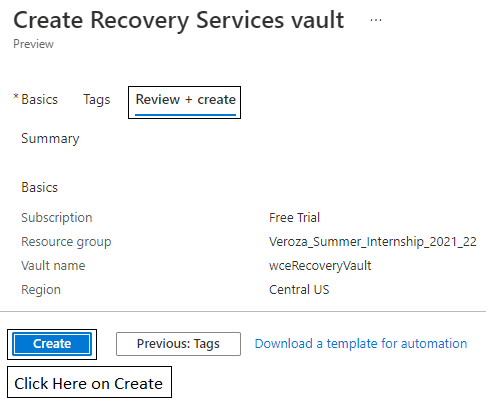 Create Recovery Services vault ...
Preview
* Basics Tags Review + create
Summary
Basics
Subscription Free Trial
Resource group Veroza_Summer_Internship_2021_22
Vault name wceRecoveryVault
Region Central US
Create Previous: Tags Download a template for automation
Click Here on Create